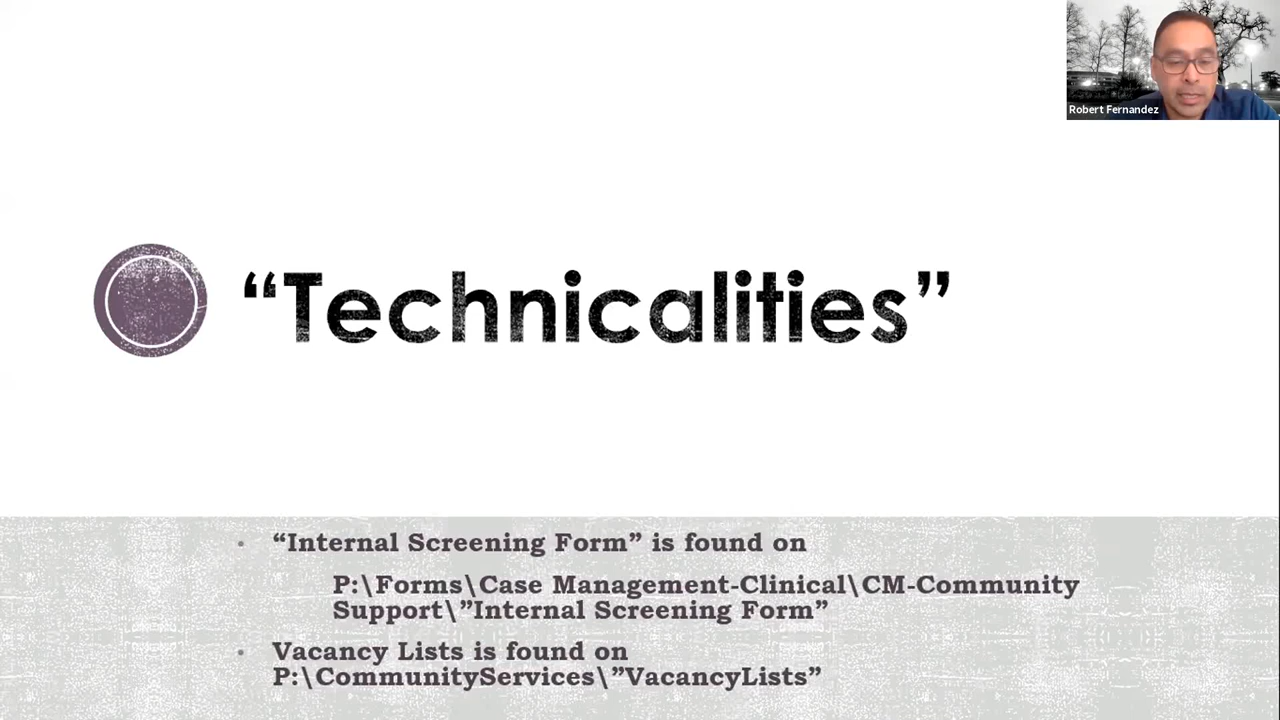 Robert Fernandez
“Technicalities”
“Internal Screening Form” is found on
P:\Forms\Case Management-Clinical\CM-Community
Support\”Internal Screening Form”
Vacancy Lists is found on
P:\CommunityServices\”VacancyLists”